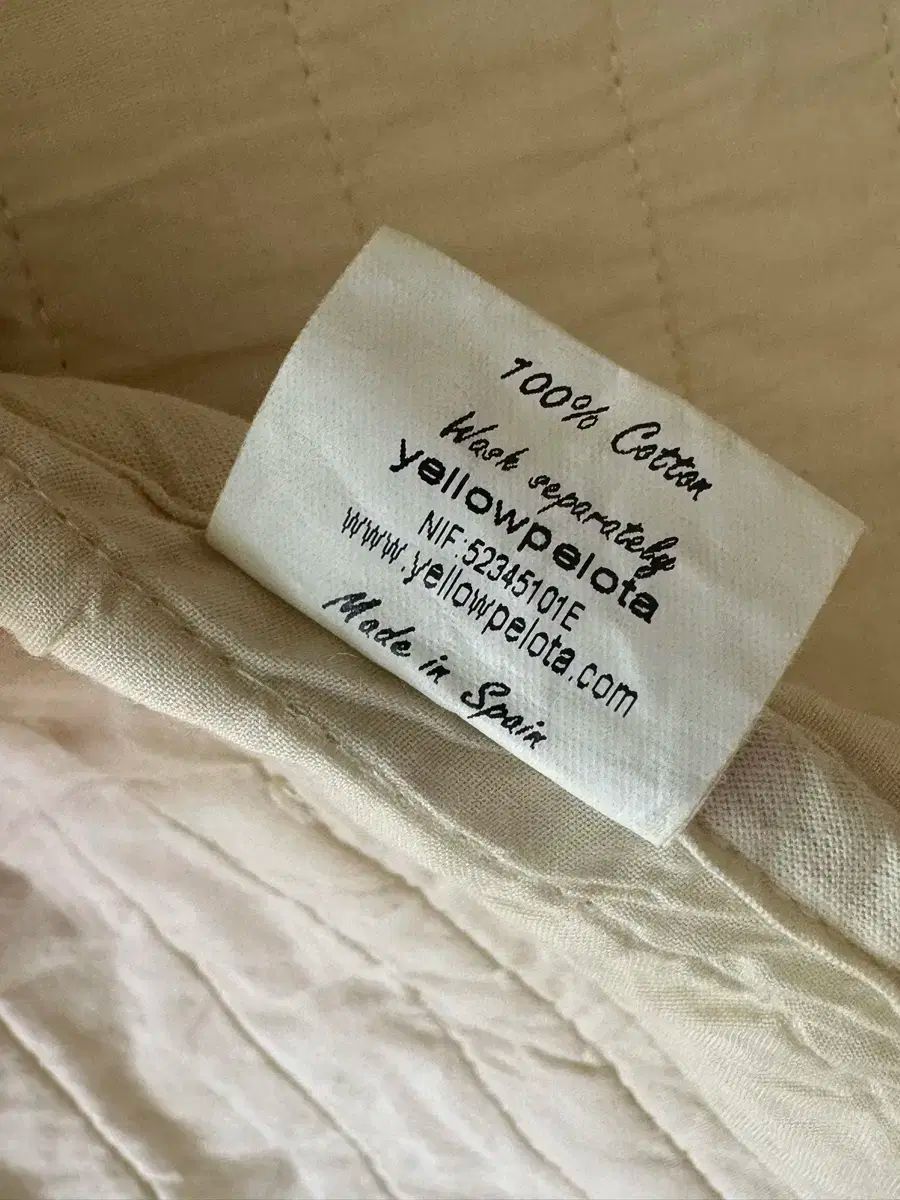 100% Cotton
Wash separately
yellowpelota
NIF:52345101E
www.yellowpelota.com
Made in Spain